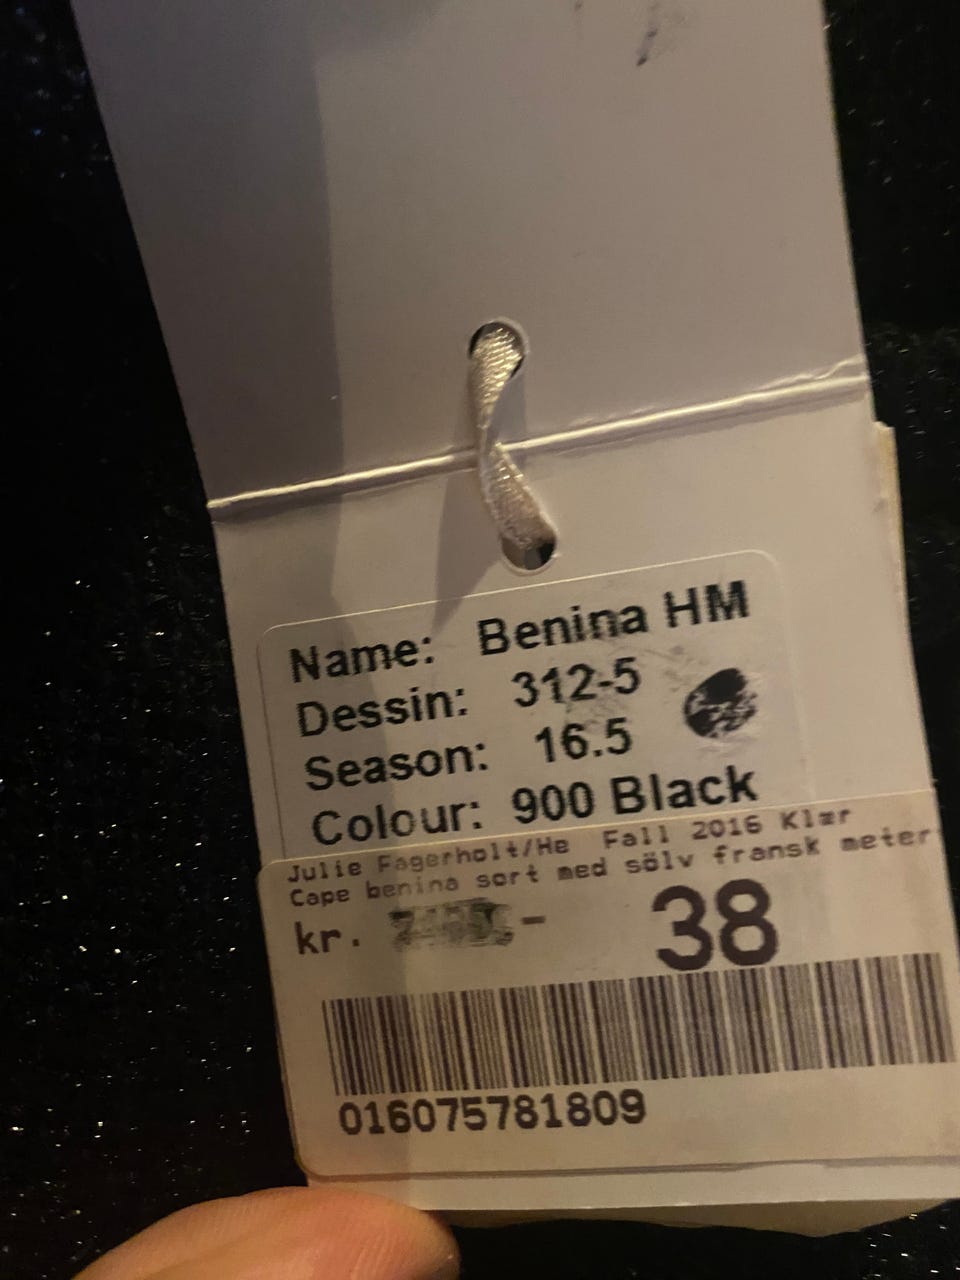 Name: Benina HM
Dessin: 312-5
Season: 16.5
Colour: 900 Black
Julie Fagerholt/He Fall 2016 Klær
Cape benina sort med sölv fransk meter
kr. -
38
016075781809